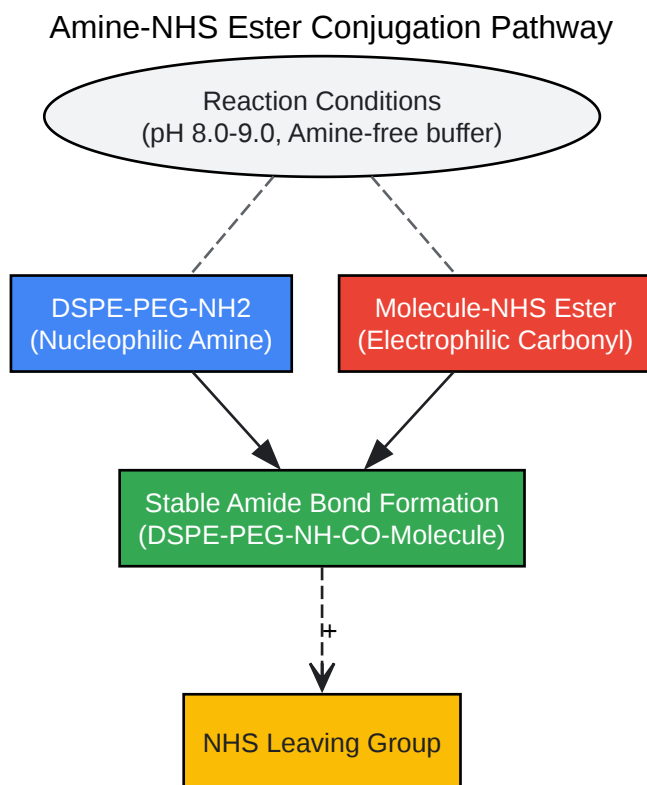 Amine-NHS Ester Conjugation Pathway
Reaction Conditions
(pH 8.0-9.0, Amine-free buffer)
DSPE-PEG-NH2
(Nucleophilic Amine)
Molecule-NHS Ester
(Electrophilic Carbonyl)
Stable Amide Bond Formation
(DSPE-PEG-NH-CO-Molecule)
+
NHS Leaving Group